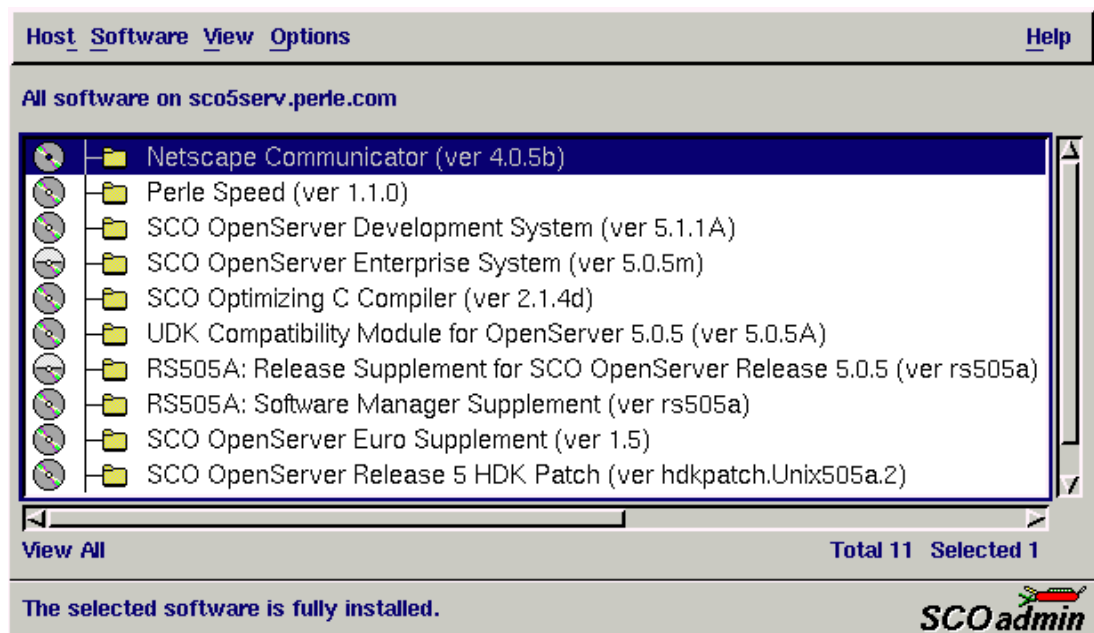 Host Software View Options Help
All software on sco5serv.perle.com
Netscape Communicator (ver 4.0.5b)
Perle Speed (ver 1.1.0)
SCO OpenServer Development System (ver 5.1.1A)
SCO OpenServer Enterprise System (ver 5.0.5m)
SCO Optimizing C Compiler (ver 2.1.4d)
UDK Compatibility Module for OpenServer 5.0.5 (ver 5.0.5A)
RS505A: Release Supplement for SCO OpenServer Release 5.0.5 (ver rs505a)
RS505A: Software Manager Supplement (ver rs505a)
SCO OpenServer Euro Supplement (ver 1.5)
SCO OpenServer Release 5 HDK Patch (ver hdkpatch.Unix505a.2)
View All Total 11 Selected 1
The selected software is fully installed.
SCOadmin